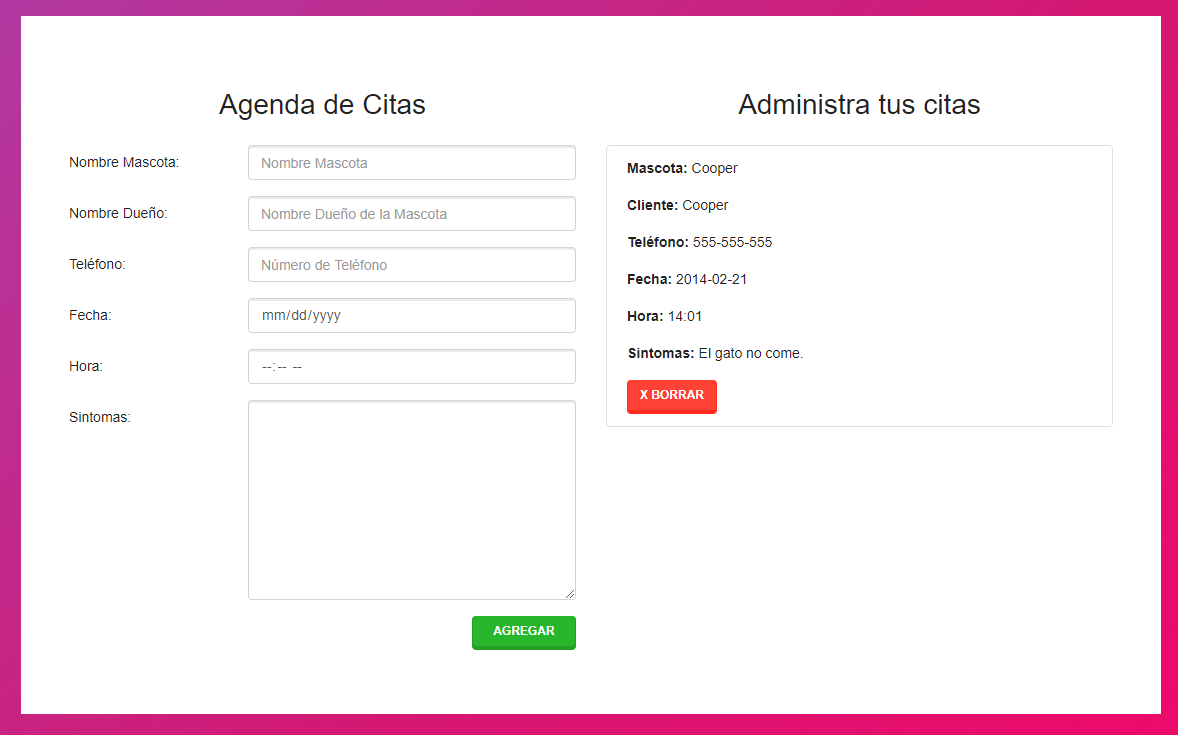 Agenda de Citas
Nombre Mascota:
Nombre Mascota
Nombre Dueño:
Nombre Dueño de la Mascota
Teléfono:
Número de Teléfono
Fecha:
mm/dd/yyyy
Hora:
--:-- --
Sintomas:
AGREGAR
Administra tus citas
Mascota: Cooper
Cliente: Cooper
Teléfono: 555-555-555
Fecha: 2014-02-21
Hora: 14:01
Sintomas: El gato no come.
X BORRAR